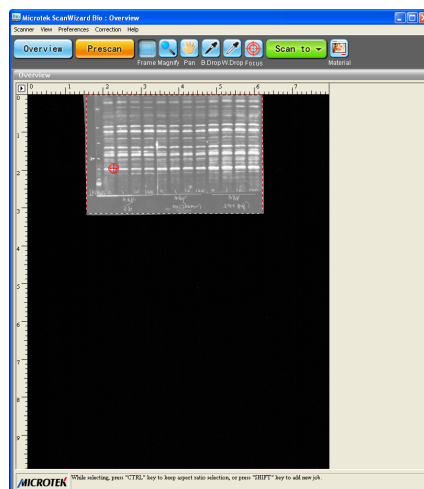 Microtek ScanWizard Bio : Overview
Scanner View Preferences Correction Help
Overview Prescan Scan to
Frame Magnify Pan B.Drop W.Drop Focus Material
Overview
0 1 2 3 4 5 6 7
0
1
2
3
4
5
6
7
8
9
MICROTEK While selecting, press "CTRL" key to keep aspect ratio selection, or press "SHIFT" key to add new job.